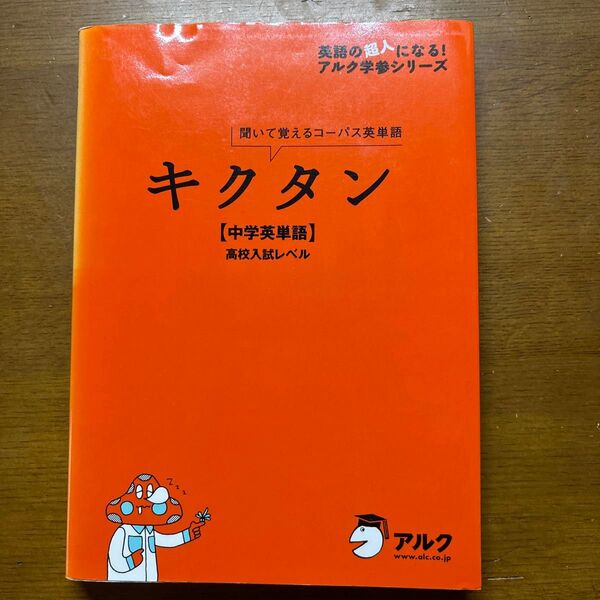 英語の超人になる!
アルク学参シリーズ
聞いて覚えるコーパス英単語
キクタン
【中学英単語】
高校入試レベル
zzz
アルク
www.alc.co.jp